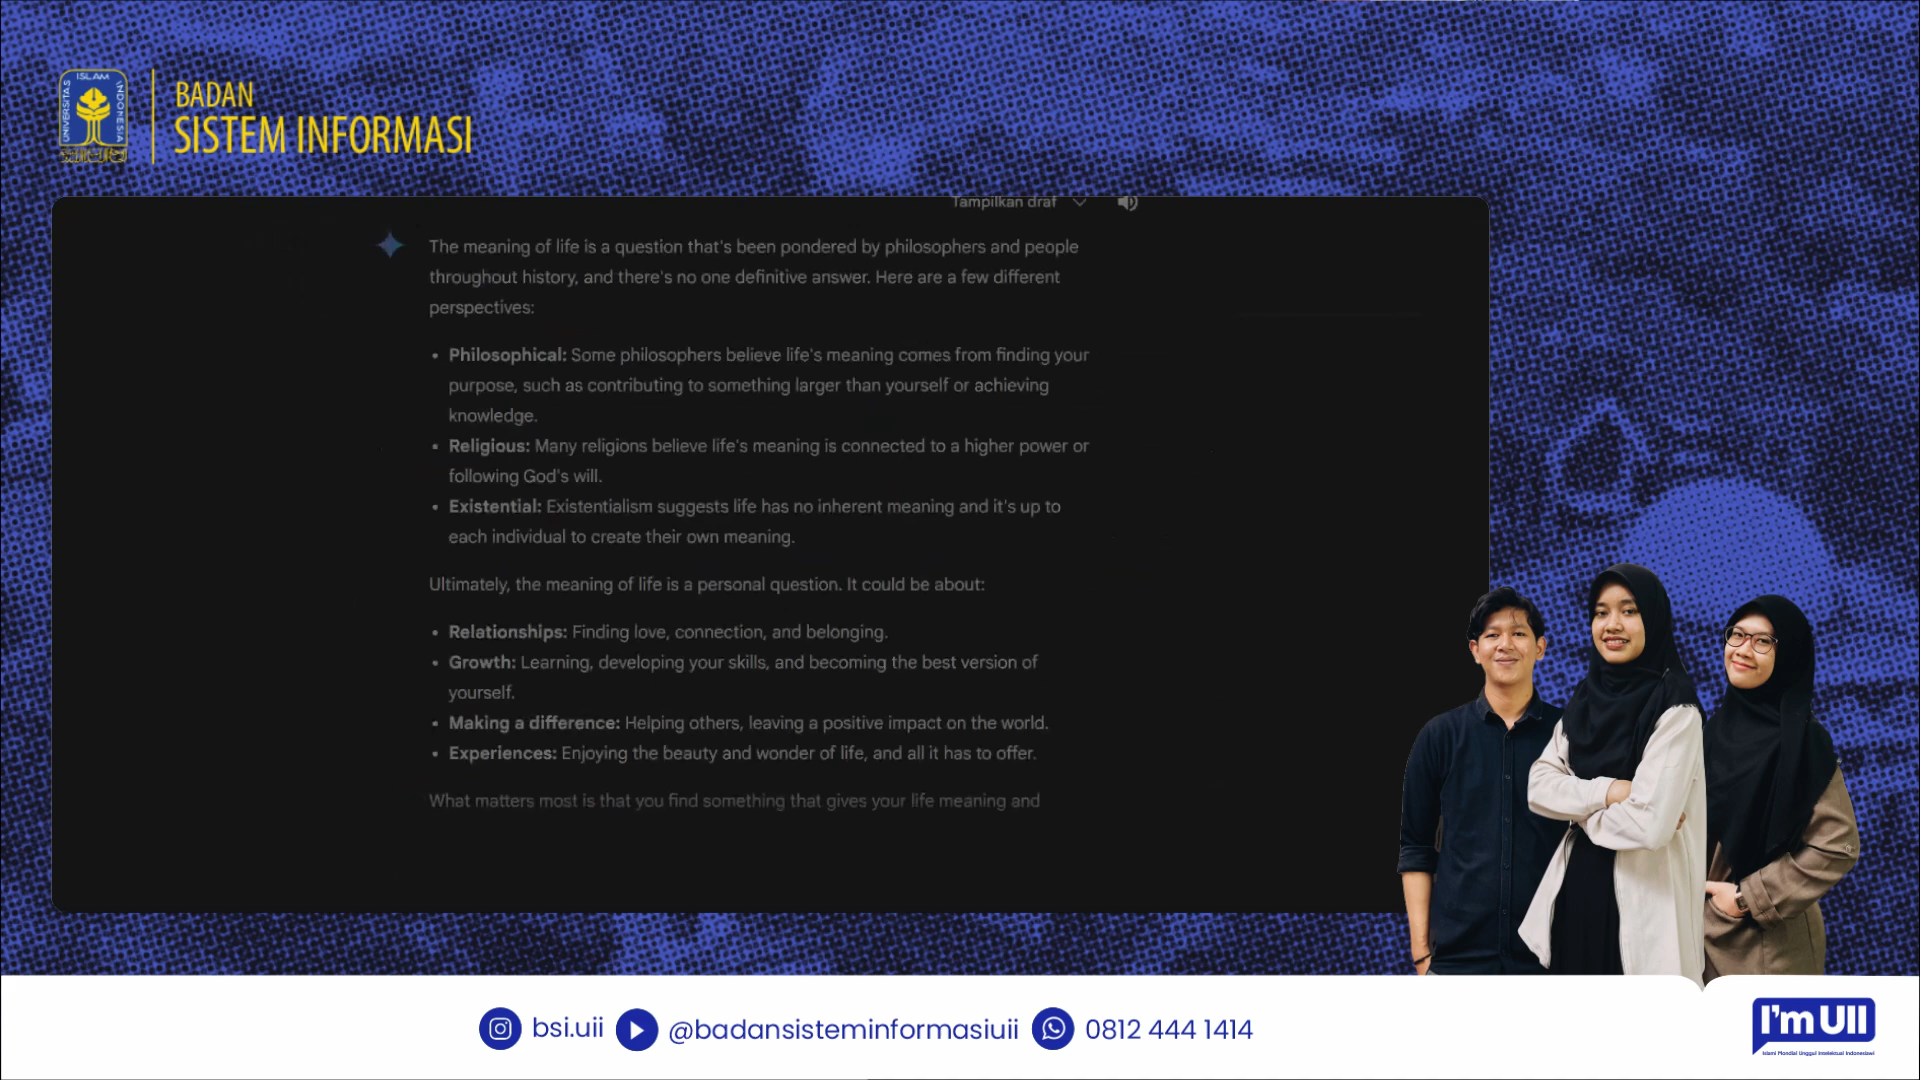 ISLAM
UNIVERSITAS
INDONESIA
BADAN
SISTEM INFORMASI
Tampilkan draf
The meaning of life is a question that's been pondered by philosophers and people
throughout history, and there's no one definitive answer. Here are a few different
perspectives:
• Philosophical: Some philosophers believe life's meaning comes from finding your
purpose, such as contributing to something larger than yourself or achieving
knowledge.
• Religious: Many religions believe life's meaning is connected to a higher power or
following God's will.
• Existential: Existentialism suggests life has no inherent meaning and it's up to
each individual to create their own meaning.
Ultimately, the meaning of life is a personal question. It could be about:
• Relationships: Finding love, connection, and belonging.
• Growth: Learning, developing your skills, and becoming the best version of
yourself.
• Making a difference: Helping others, leaving a positive impact on the world.
• Experiences: Enjoying the beauty and wonder of life, and all it has to offer.
What matters most is that you find something that gives your life meaning and
bsi.uii
@badansisteminformasiuii
0812 444 1414
I'm UII
Islami Mondial Unggul Intelektual Indonesiawi